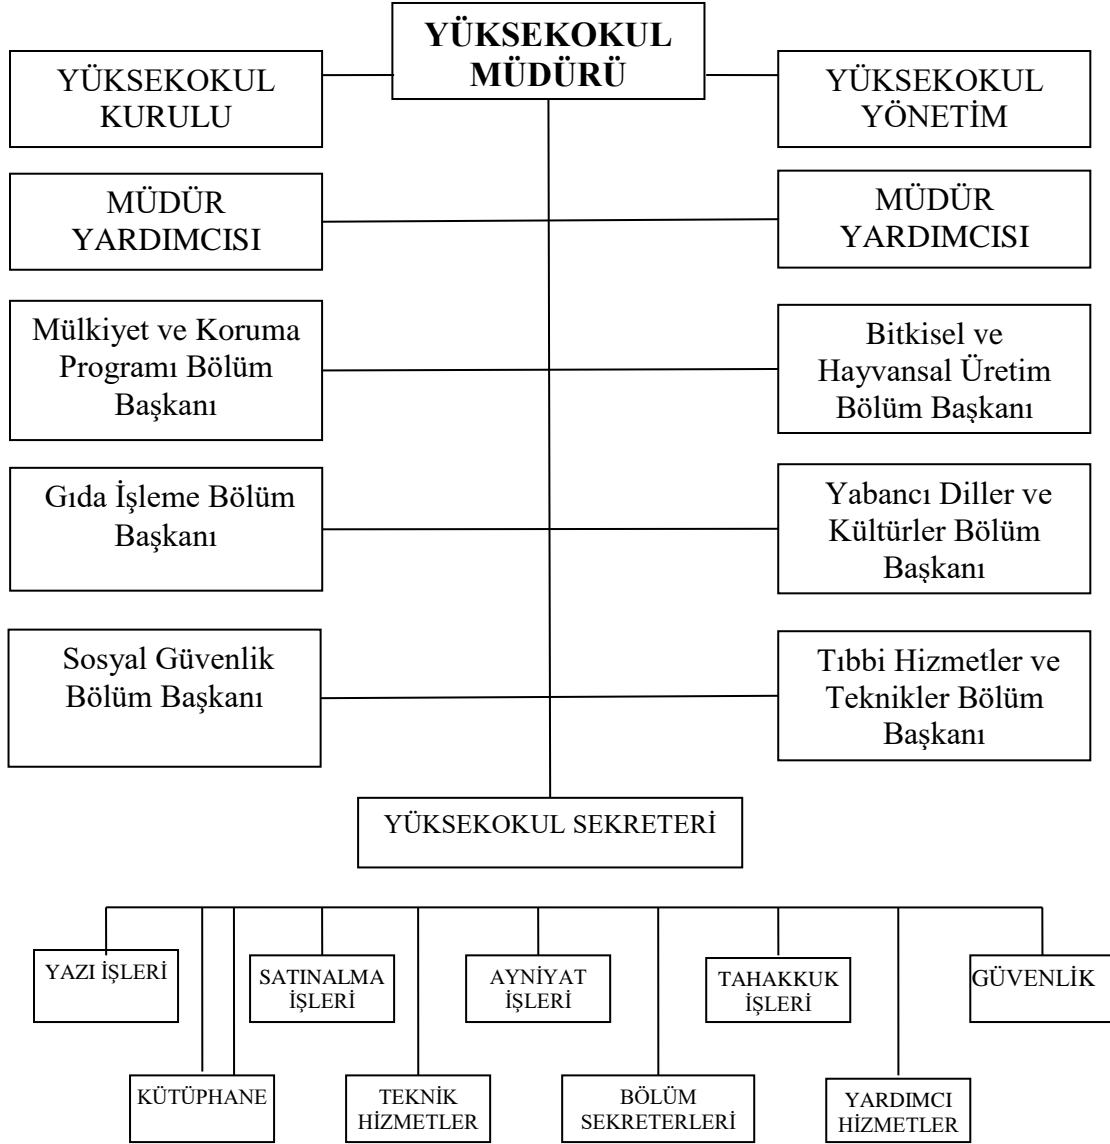 YÜKSEKOKUL
MÜDÜRÜ
YÜKSEKOKUL
KURULU
YÜKSEKOKUL
YÖNETİM
MÜDÜR
YARDIMCISI
MÜDÜR
YARDIMCISI
Mülkiyet ve Koruma
Programı Bölüm
Başkanı
Bitkisel ve
Hayvansal Üretim
Bölüm Başkanı
Gıda İşleme Bölüm
Başkanı
Yabancı Diller ve
Kültürler Bölüm
Başkanı
Sosyal Güvenlik
Bölüm Başkanı
Tıbbi Hizmetler ve
Teknikler Bölüm
Başkanı
YÜKSEKOKUL SEKRETERİ
YAZI İŞLERİ
SATINALMA
İŞLERİ
AYNİYAT
İŞLERİ
TAHAKKUK
İŞLERİ
GÜVENLİK
KÜTÜPHANE
TEKNİK
HİZMETLER
BÖLÜM
SEKRETERLERİ
YARDIMCI
HİZMETLER